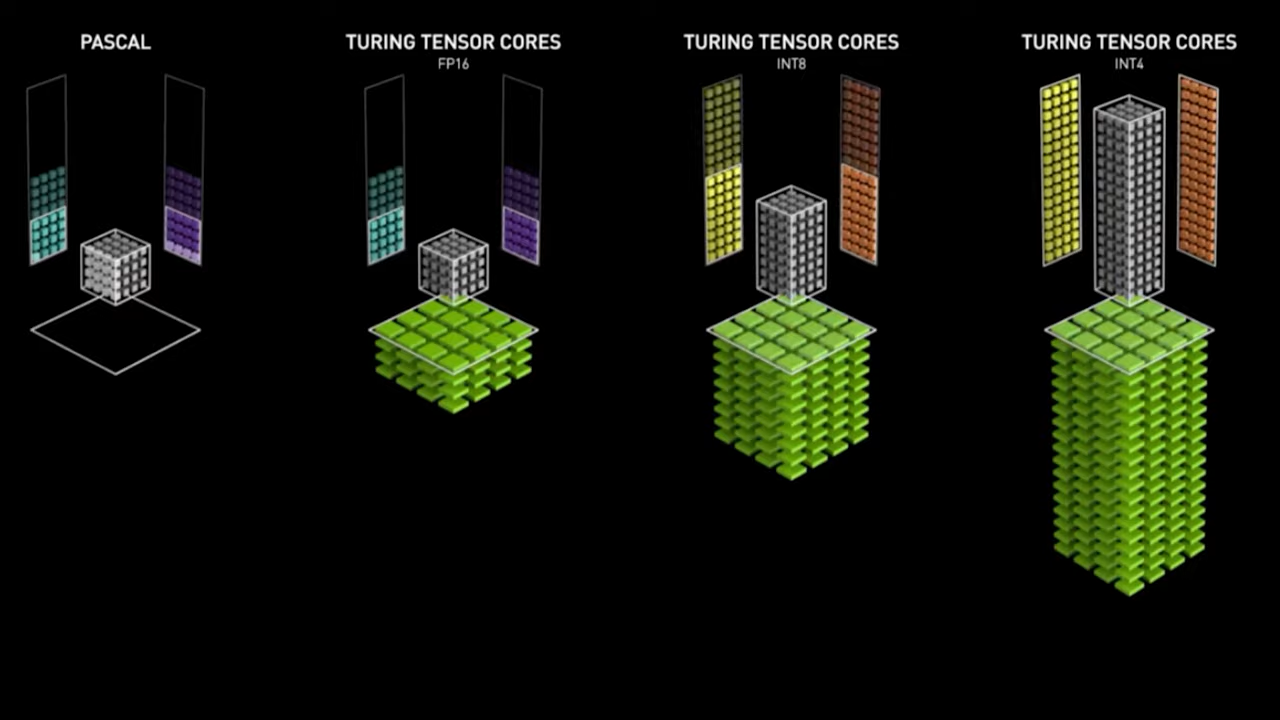 PASCAL
TURING TENSOR CORES
FP16
TURING TENSOR CORES
INT8
TURING TENSOR CORES
INT4